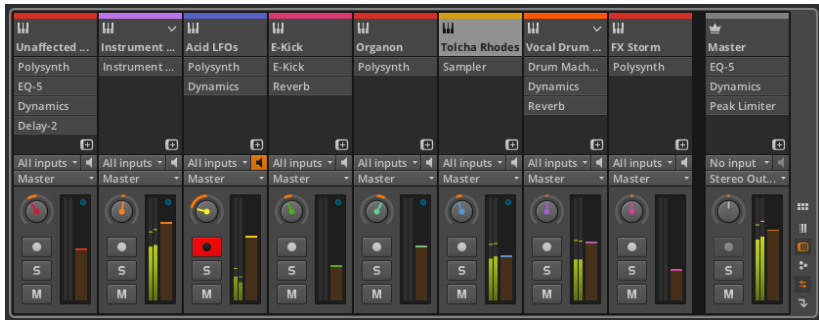 Unaffected ...
Instrument ...
Acid LFOs
E-Kick
Organon
Tolcha Rhodes
Vocal Drum ...
FX Storm
Master
Polysynth
Instrument ...
Polysynth
E-Kick
Polysynth
Sampler
Drum Mach...
Polysynth
EQ-5
EQ-5
Dynamics
Reverb
Dynamics
Dynamics
Dynamics
Reverb
Peak Limiter
Delay-2
All inputs
All inputs
All inputs
All inputs
All inputs
All inputs
All inputs
All inputs
No input
Master
Master
Master
Master
Master
Master
Master
Master
Stereo Out...
S
S
S
S
S
S
S
S
S
M
M
M
M
M
M
M
M
M